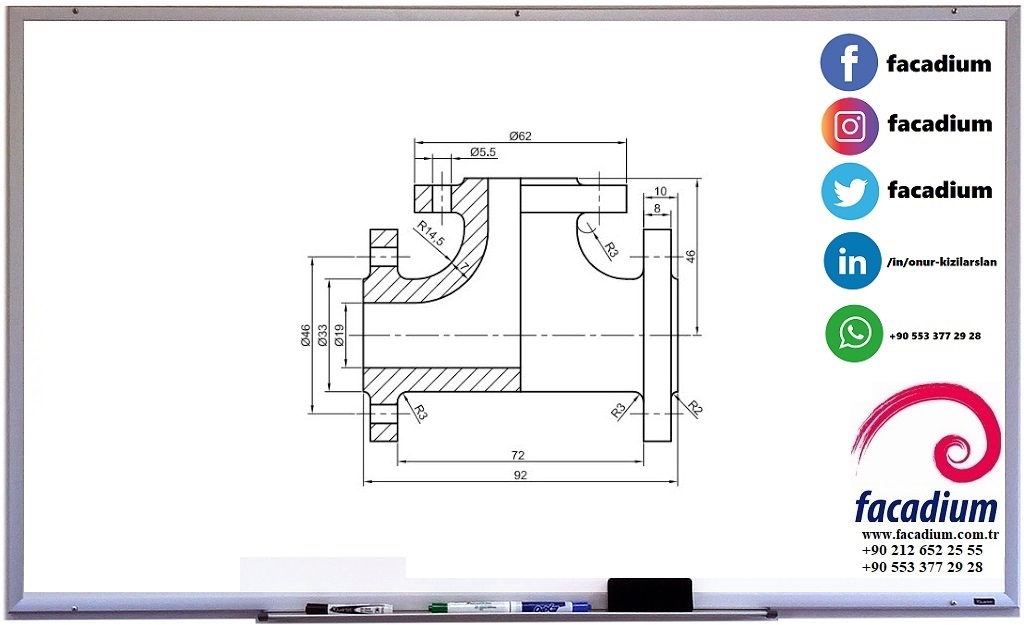 Ø62
Ø5.5
R14,5
7
R3
10
8
46
Ø46
Ø33
Ø19
R3
R3
R2
72
92
facadium
facadium
facadium
/in/onur-kizilarslan
+90 553 377 29 28
facadium
www.facadium.com.tr
+90 212 652 25 55
+90 553 377 29 28